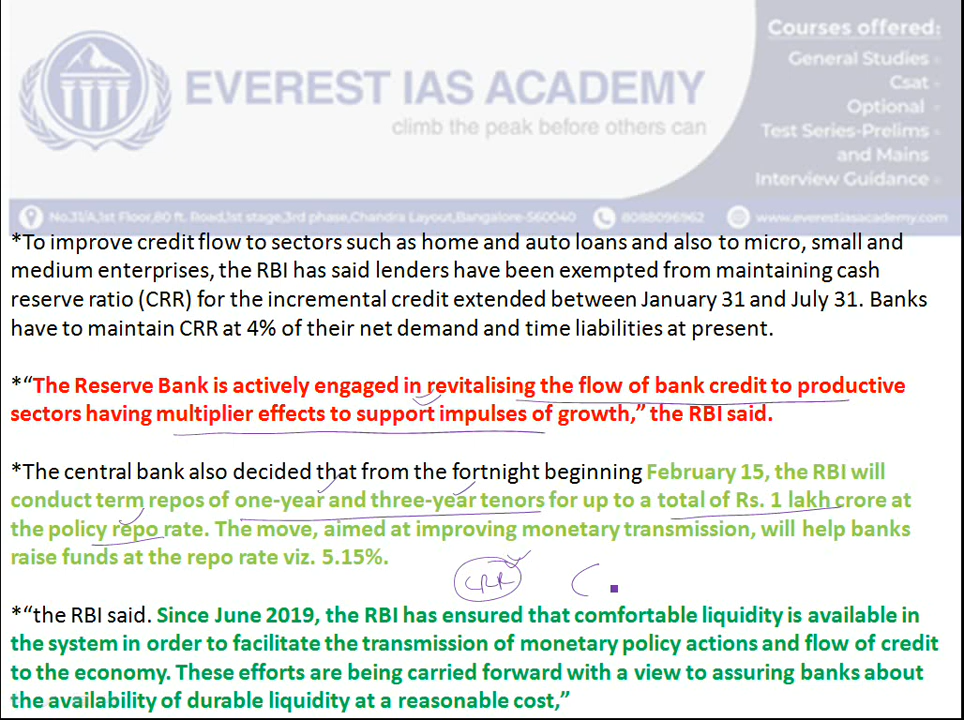 Courses offered:
General Studies
Csat
EVEREST IAS ACADEMY
Optional
climb the peak before others can
Test Series-Prelims
and Mains
Interview Guidance
No.31/A,1st Floor,80 ft. Road,1st stage,3rd phase,Chandra Layout,Bangalore-560040 8088096962 www.everestiasacademy.com
*To improve credit flow to sectors such as home and auto loans and also to micro, small and
medium enterprises, the RBI has said lenders have been exempted from maintaining cash
reserve ratio (CRR) for the incremental credit extended between January 31 and July 31. Banks
have to maintain CRR at 4% of their net demand and time liabilities at present.
*“The Reserve Bank is actively engaged in revitalising the flow of bank credit to productive
sectors having multiplier effects to support impulses of growth,” the RBI said.
*The central bank also decided that from the fortnight beginning February 15, the RBI will
conduct term repos of one-year and three-year tenors for up to a total of Rs. 1 lakh crore at
the policy repo rate. The move, aimed at improving monetary transmission, will help banks
raise funds at the repo rate viz. 5.15%.
CRR
*“the RBI said. Since June 2019, the RBI has ensured that comfortable liquidity is available in
the system in order to facilitate the transmission of monetary policy actions and flow of credit
to the economy. These efforts are being carried forward with a view to assuring banks about
the availability of durable liquidity at a reasonable cost,”